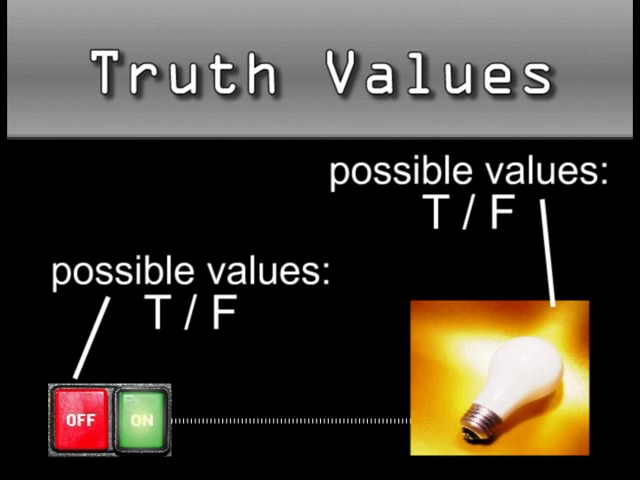 Truth Values
possible values:
T / F
possible values:
T / F
OFF
ON